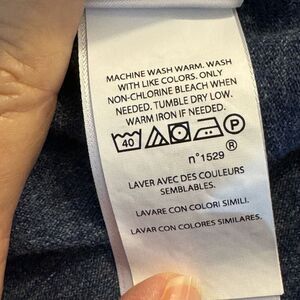 MACHINE WASH WARM. WASH
WITH LIKE COLORS. ONLY
NON-CHLORINE BLEACH WHEN
NEEDED. TUMBLE DRY LOW.
WARM IRON IF NEEDED.
40 P
®
n°1529
LAVER AVEC DES COULEURS
SEMBLABLES.
LAVARE CON COLORI SIMILI.
LAVAR CON COLORES SIMILARES.